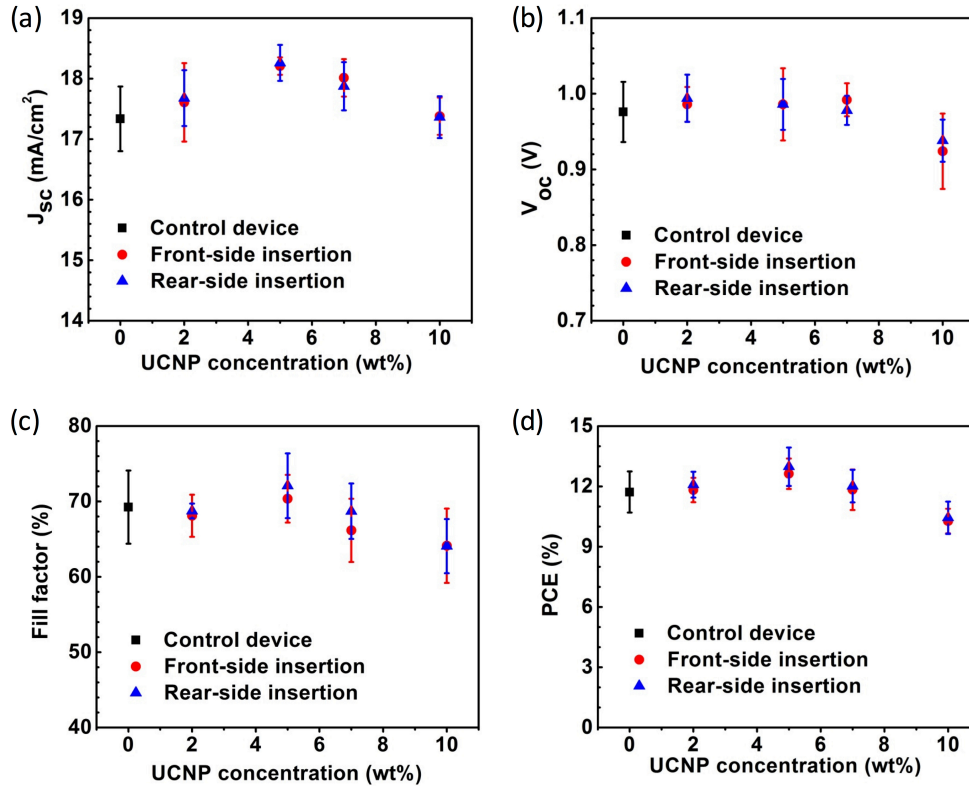 (a)
19
18
17
16
15
14
J_SC (mA/cm²)
0 2 4 6 8 10
UCNP concentration (wt%)
Control device
Front-side insertion
Rear-side insertion
(b)
1.1
1.0
0.9
0.8
0.7
V_OC (V)
0 2 4 6 8 10
UCNP concentration (wt%)
Control device
Front-side insertion
Rear-side insertion
(c)
80
70
60
50
40
Fill factor (%)
0 2 4 6 8 10
UCNP concentration (wt%)
Control device
Front-side insertion
Rear-side insertion
(d)
15
12
9
6
3
0
PCE (%)
0 2 4 6 8 10
UCNP concentration (wt%)
Control device
Front-side insertion
Rear-side insertion